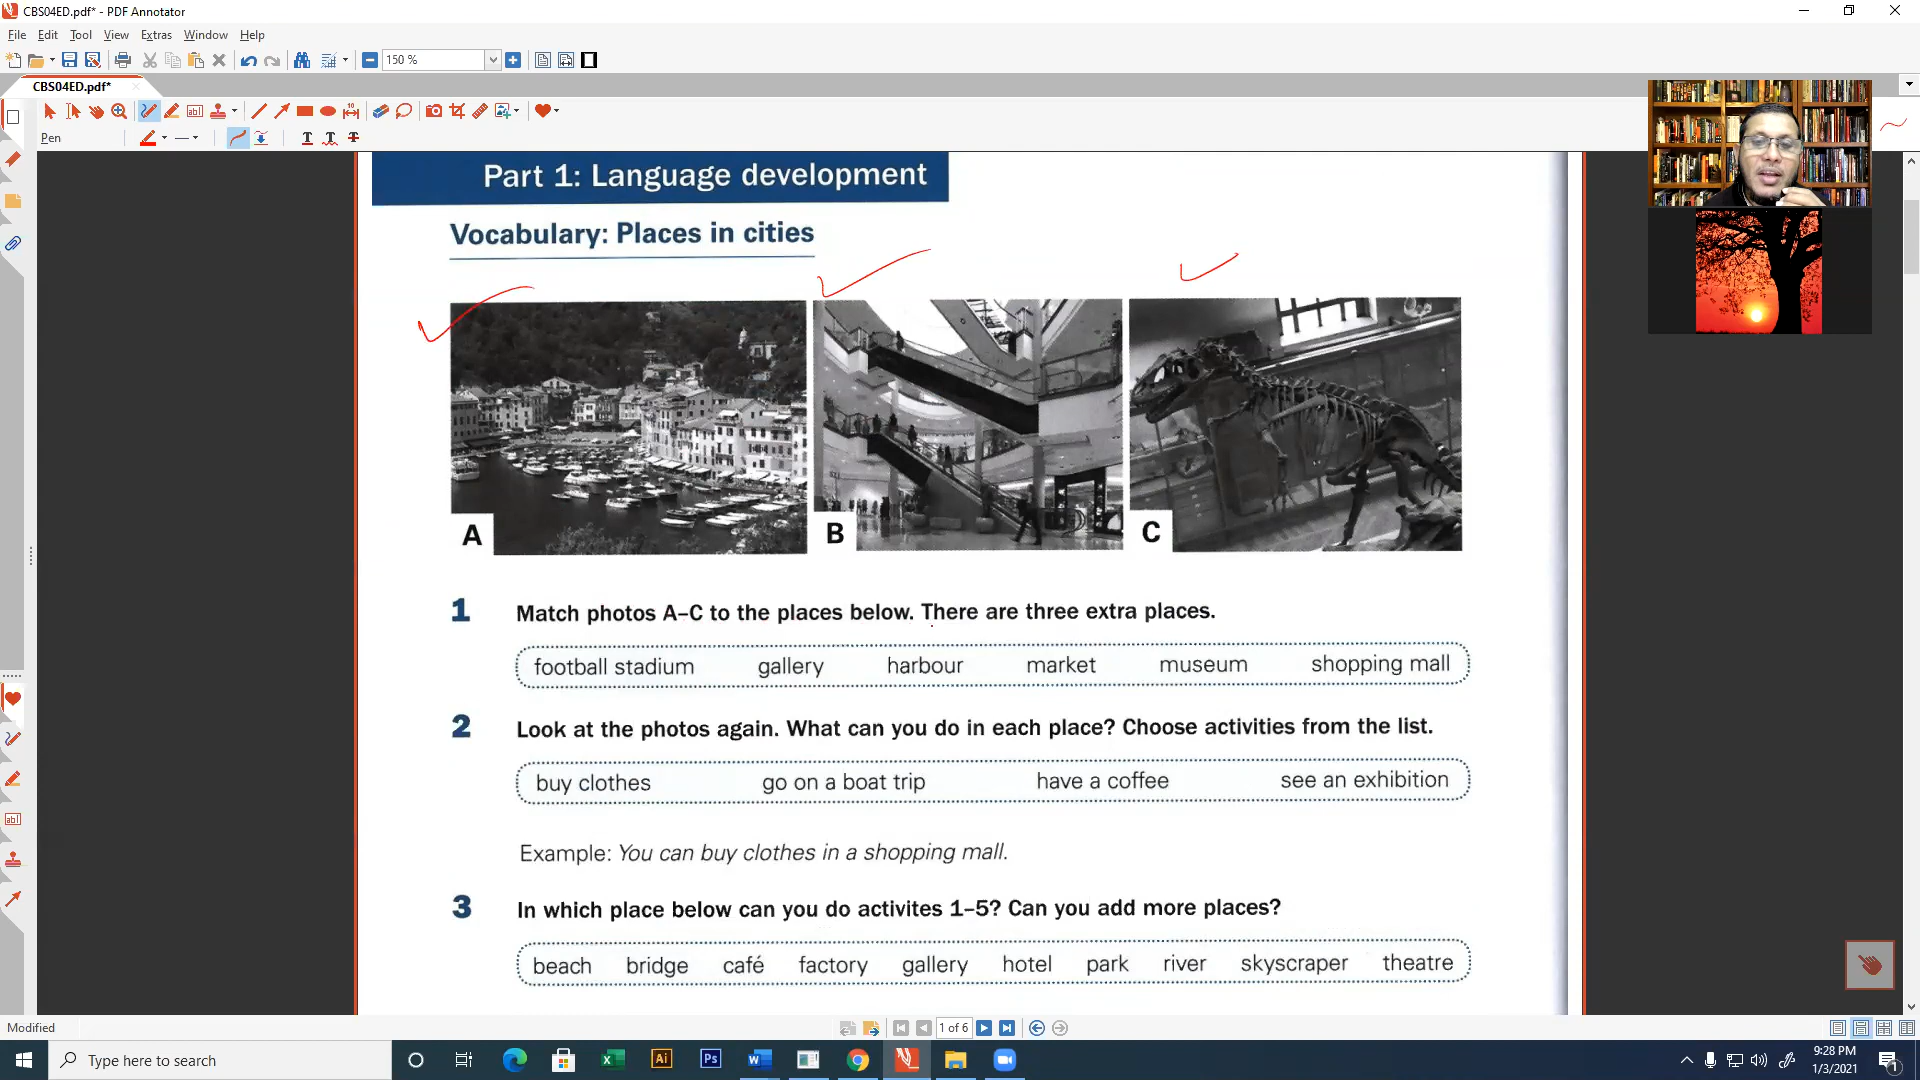 CBS04ED.pdf* - PDF Annotator
File Edit Tool View Extras Window Help
150 %
CBS04ED.pdf*
Pen
Part 1: Language development
Vocabulary: Places in cities
A B C
1 Match photos A–C to the places below. There are three extra places.
football stadium gallery harbour market museum shopping mall
2 Look at the photos again. What can you do in each place? Choose activities from the list.
buy clothes go on a boat trip have a coffee see an exhibition
Example: You can buy clothes in a shopping mall.
3 In which place below can you do activites 1–5? Can you add more places?
beach bridge café factory gallery hotel park river skyscraper theatre
Modified
1 of 6
Type here to search
9:28 PM
1/3/2021